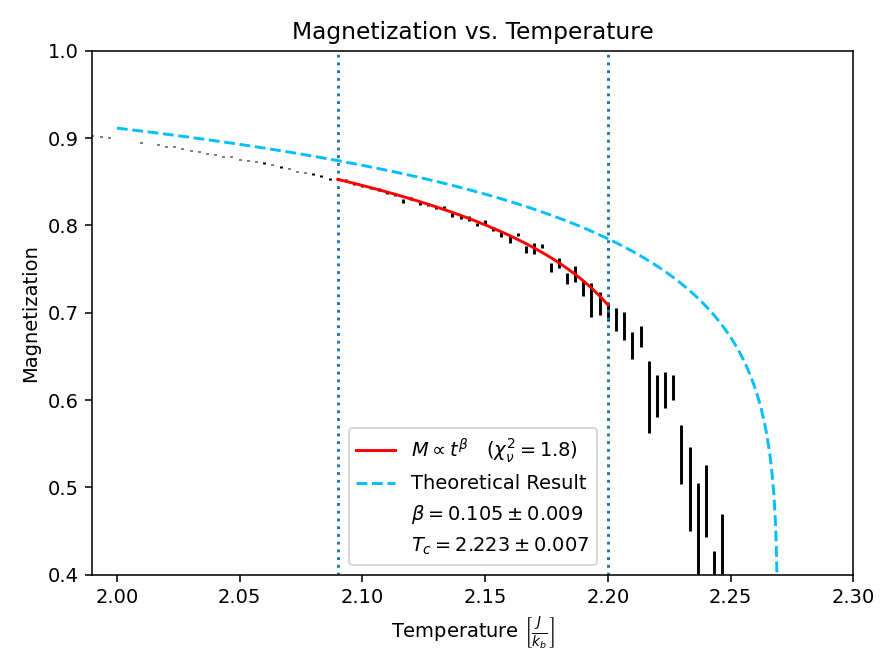 Magnetization vs. Temperature
1.0
0.9
0.8
0.7
0.6
0.5
0.4
Magnetization
M ∝ t^β (χ²_ν = 1.8)
Theoretical Result
β = 0.105 ± 0.009
T_c = 2.223 ± 0.007
2.00 2.05 2.10 2.15 2.20 2.25 2.30
Temperature [J/k_b]